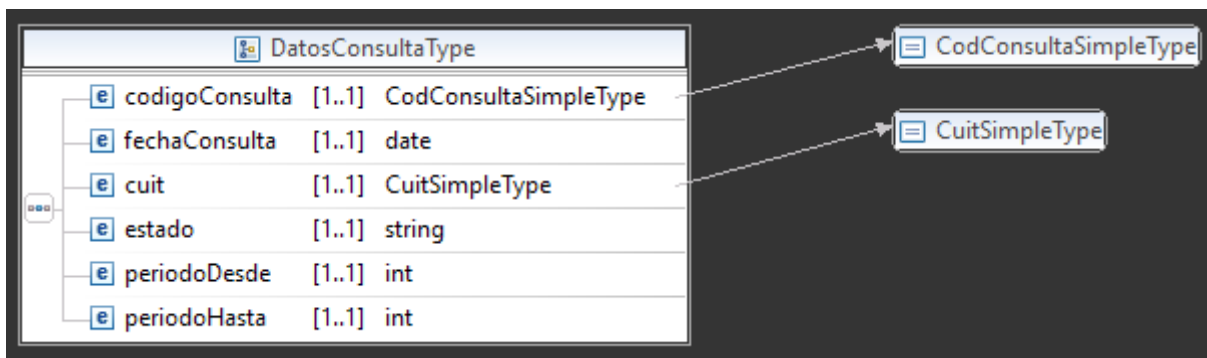 DatosConsultaType
e codigoConsulta [1..1] CodConsultaSimpleType
e fechaConsulta [1..1] date
e cuit [1..1] CuitSimpleType
e estado [1..1] string
e periodoDesde [1..1] int
e periodoHasta [1..1] int
CodConsultaSimpleType
CuitSimpleType